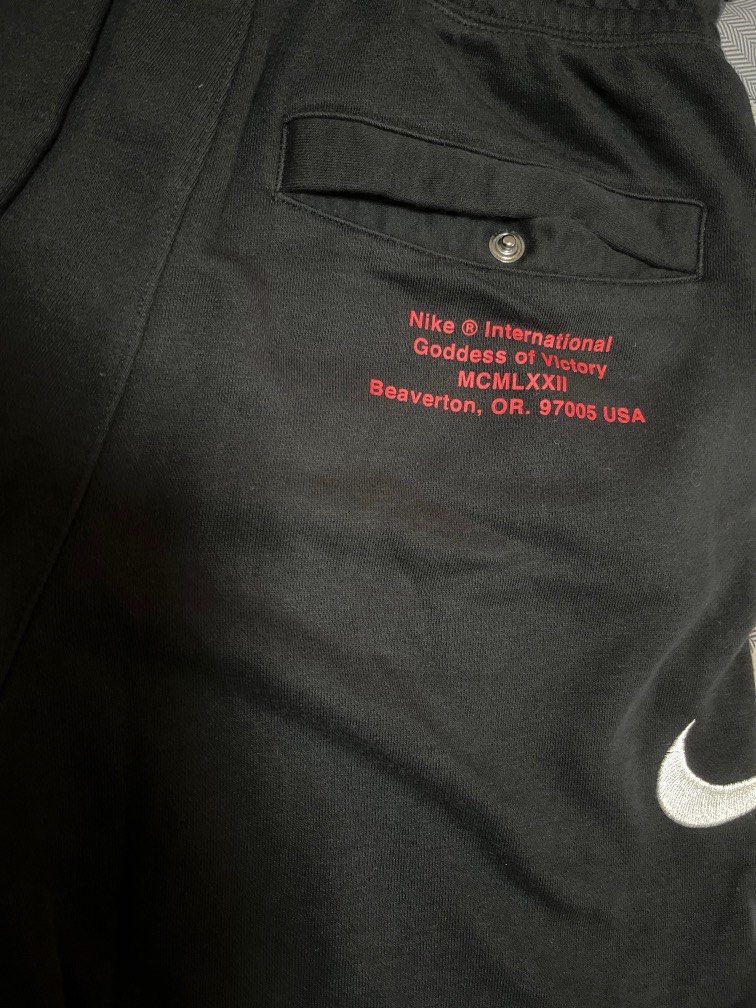 Nike ® International
Goddess of Victory
MCMLXXII
Beaverton, OR. 97005 USA